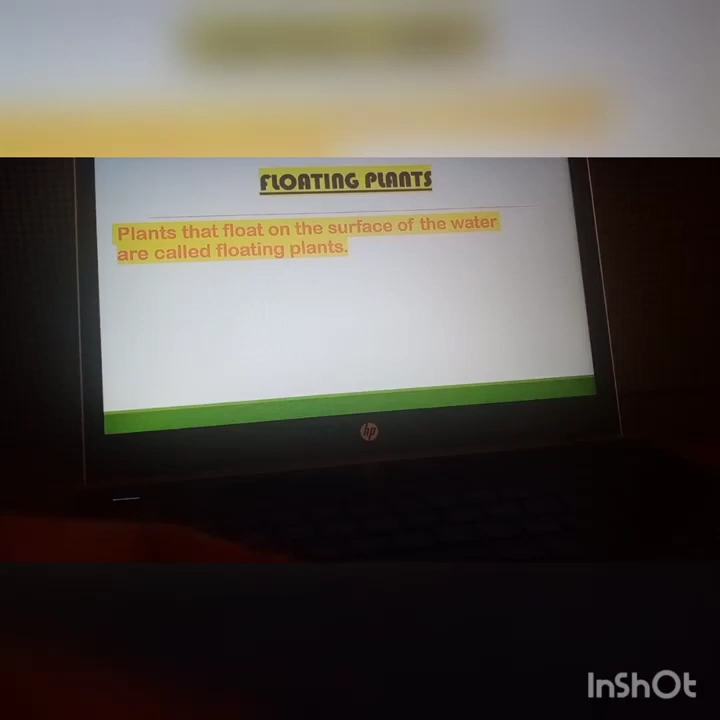 FLOATING PLANTS
Plants that float on the surface of the water
are called floating plants.
hp
InShOt